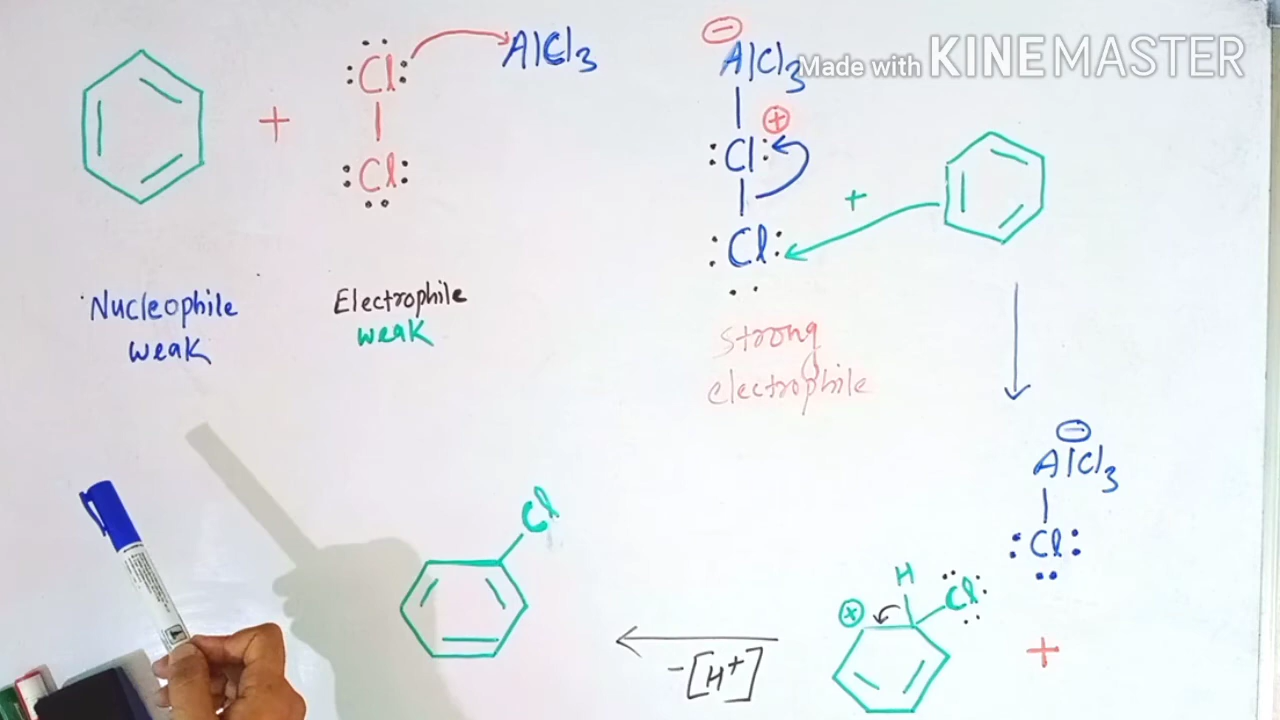 +
Cl
Cl
AlCl3
Nucleophile
weak
Electrophile
weak
⊖
AlCl3
⊕
Cl
Cl
+
strong
electrophile
Made with KINEMASTER
⊖
AlCl3
Cl
+
H
⊕
Cl
-[H+]
Cl